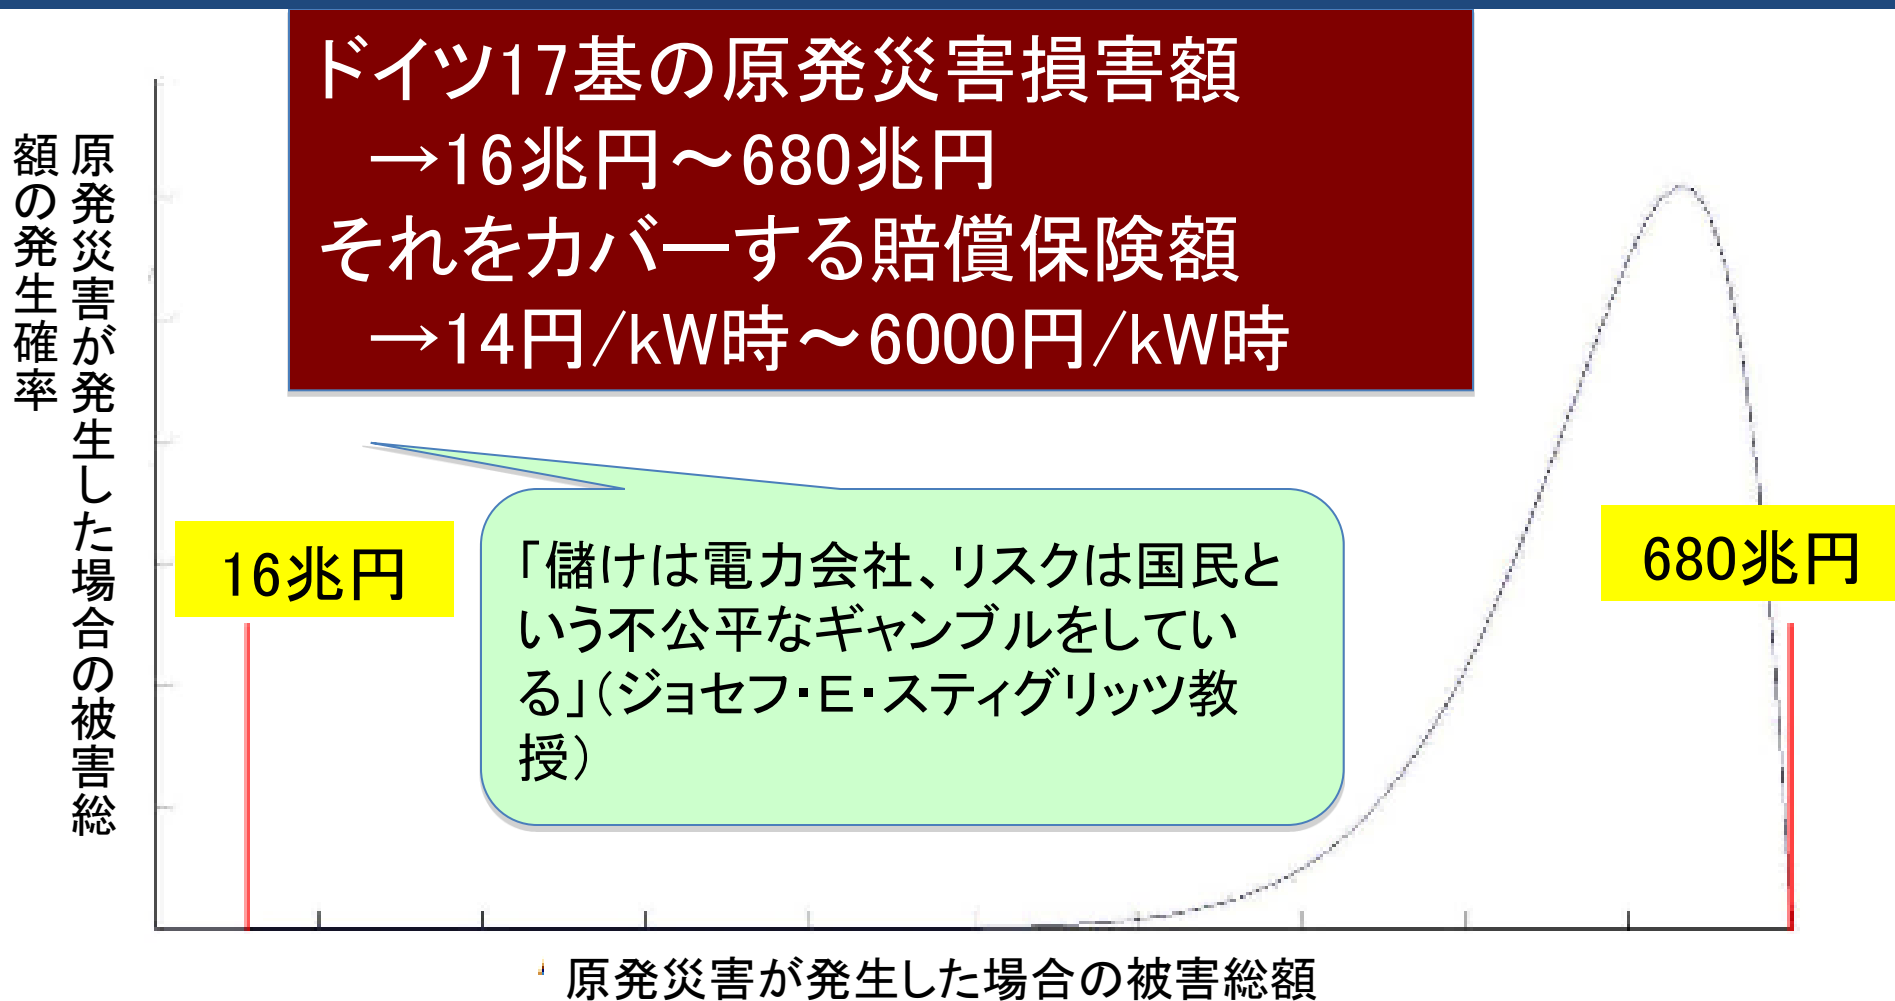 ドイツ17基の原発災害損害額
→16兆円～680兆円
それをカバーする賠償保険額
→14円/kW時～6000円/kW時
原発災害が発生した場合の被害総
額の発生確率
16兆円
「儲けは電力会社、リスクは国民と
いう不公平なギャンブルをしてい
る」（ジョセフ・E・スティグリッツ教
授）
680兆円
原発災害が発生した場合の被害総額